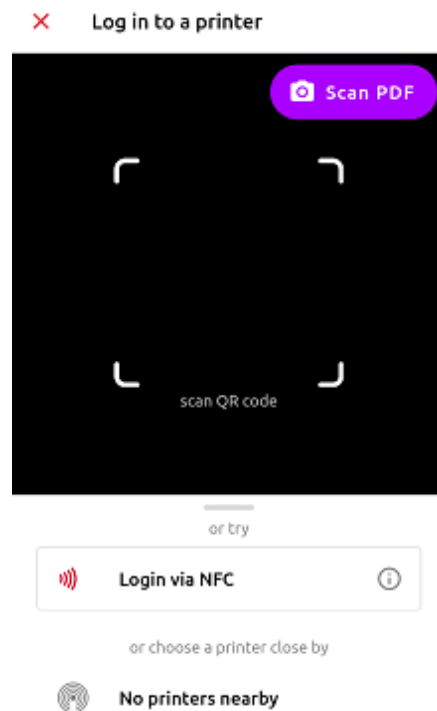 Log in to a printer
Scan PDF
scan QR code
or try
Login via NFC
or choose a printer close by
No printers nearby